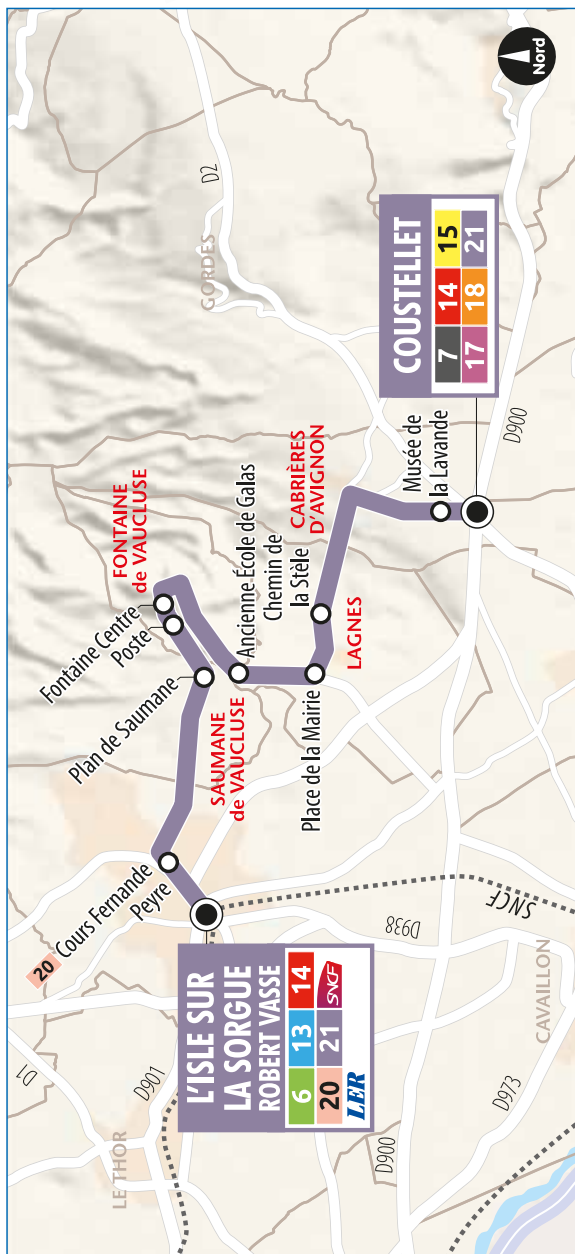 Nord
D2
GORDES
COUSTELLET
7 14 15
17 18 21
D900
Musée de
la Lavande
CABRIÈRES
D'AVIGNON
FONTAINE
de VAUCLUSE
Fontaine Centre
Poste
Ancienne École de Galas
Chemin de
la Stèle
LAGNES
Place de la Mairie
SAUMANE
de VAUCLUSE
Plan de Saumane
20 Cours Fernande
Peyre
L'ISLE SUR
LA SORGUE
ROBERT VASSE
6 13 14
20 21 SNCF
LER
SNCF
D938
CAVAILLON
D973
D900
D1
D901
LE THOR